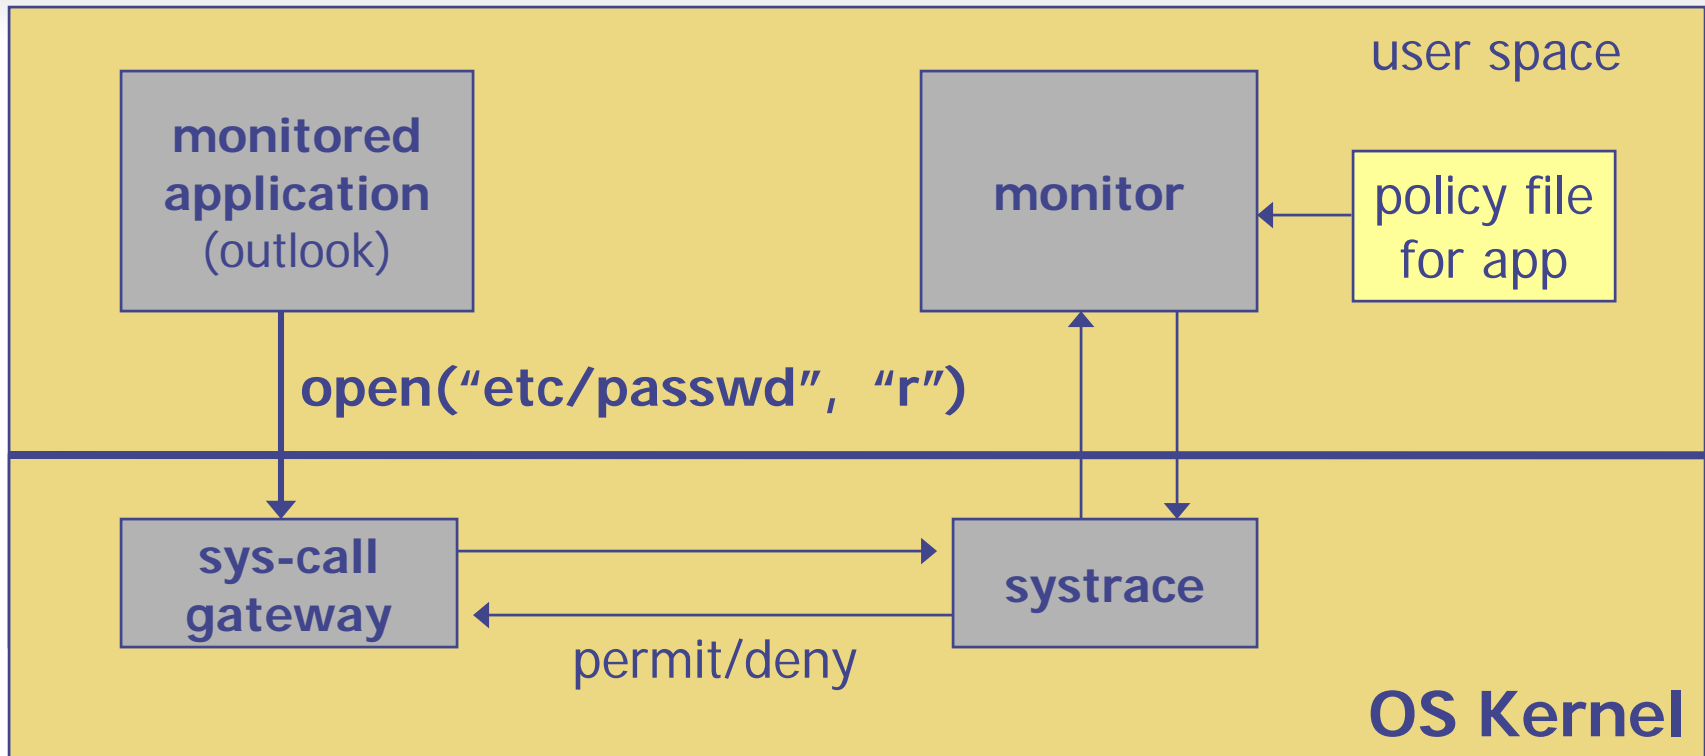 user space
monitored
application
(outlook)
monitor
policy file
for app
open(“etc/passwd”, “r”)
sys-call
gateway
systrace
permit/deny
OS Kernel